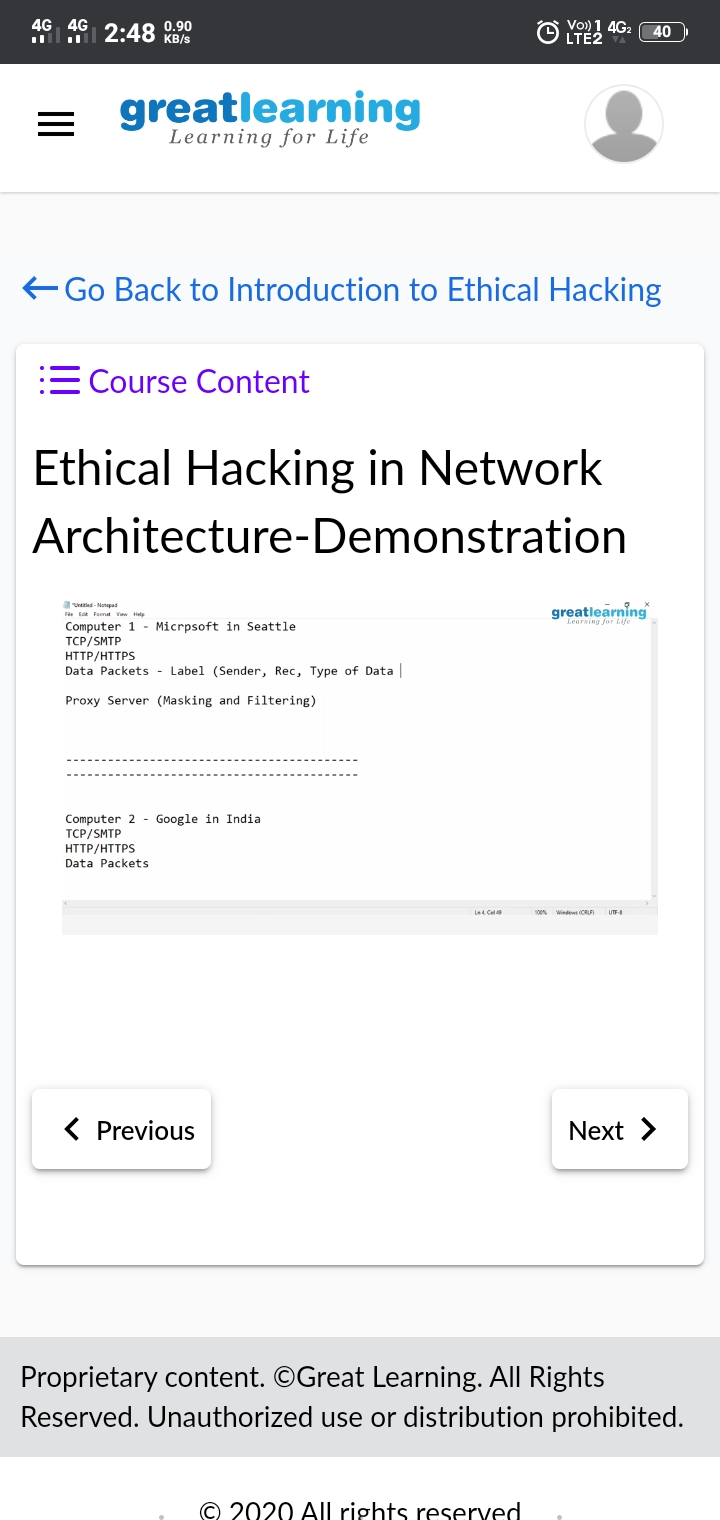 4G 4G 2:48 0.90 KB/s Vo)) 1 4G2 LTE2 40
greatlearning
Learning for Life
Go Back to Introduction to Ethical Hacking
Course Content
Ethical Hacking in Network
Architecture-Demonstration
*Untitled - Notepad
File Edit Format View Help
greatlearning
Learning for Life
Computer 1 - Micrpsoft in Seattle
TCP/SMTP
HTTP/HTTPS
Data Packets - Label (Sender, Rec, Type of Data
Proxy Server (Masking and Filtering)
-----------------------------------------
-----------------------------------------
Computer 2 - Google in India
TCP/SMTP
HTTP/HTTPS
Data Packets
Ln 4, Col 49 100% Windows (CRLF) UTF-8
Previous
Next
Proprietary content. ©Great Learning. All Rights
Reserved. Unauthorized use or distribution prohibited.
© 2020 All rights reserved